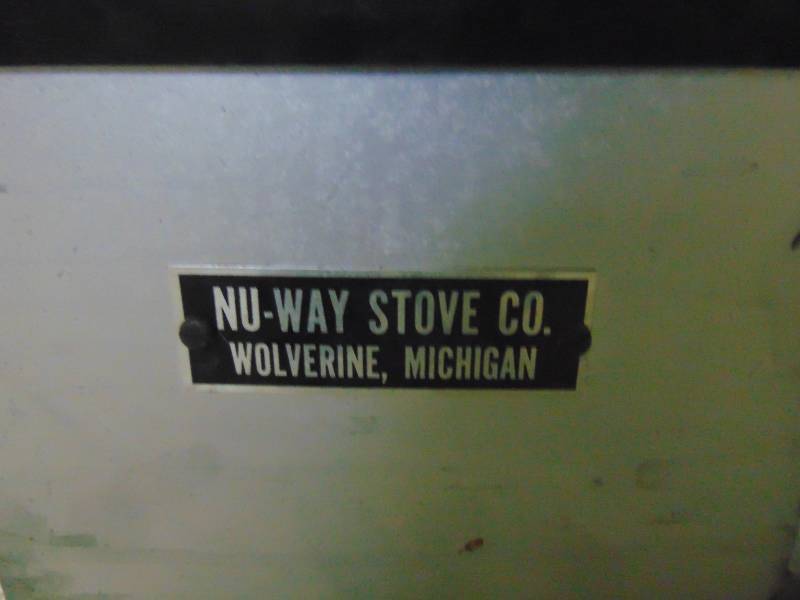 NU-WAY STOVE CO.
WOLVERINE, MICHIGAN